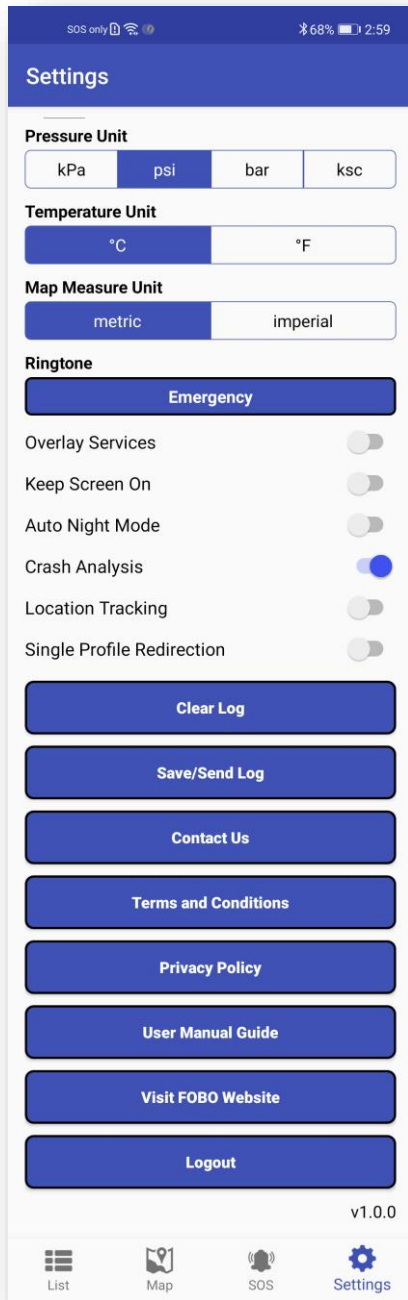 SOS only 68% 2:59
Settings
Pressure Unit
kPa psi bar ksc
Temperature Unit
°C °F
Map Measure Unit
metric imperial
Ringtone
Emergency
Overlay Services
Keep Screen On
Auto Night Mode
Crash Analysis
Location Tracking
Single Profile Redirection
Clear Log
Save/Send Log
Contact Us
Terms and Conditions
Privacy Policy
User Manual Guide
Visit FOBO Website
Logout
v1.0.0
List Map SOS Settings